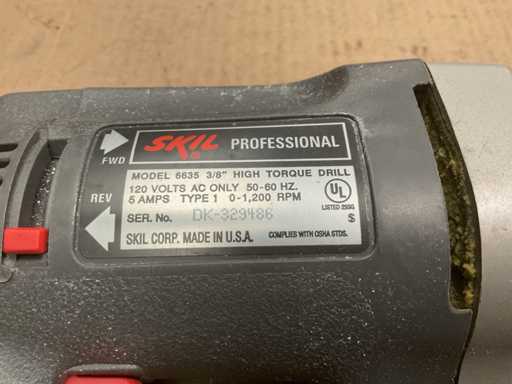 SKIL PROFESSIONAL
FWD
MODEL 6635 3/8" HIGH TORQUE DRILL
120 VOLTS AC ONLY 50-60 HZ.
REV
5 AMPS TYPE 1 0-1,200 RPM
UL
SER. No. DK-329486
$
SKIL CORP. MADE IN U.S.A.
COMPLIES WITH OSHA STDS.